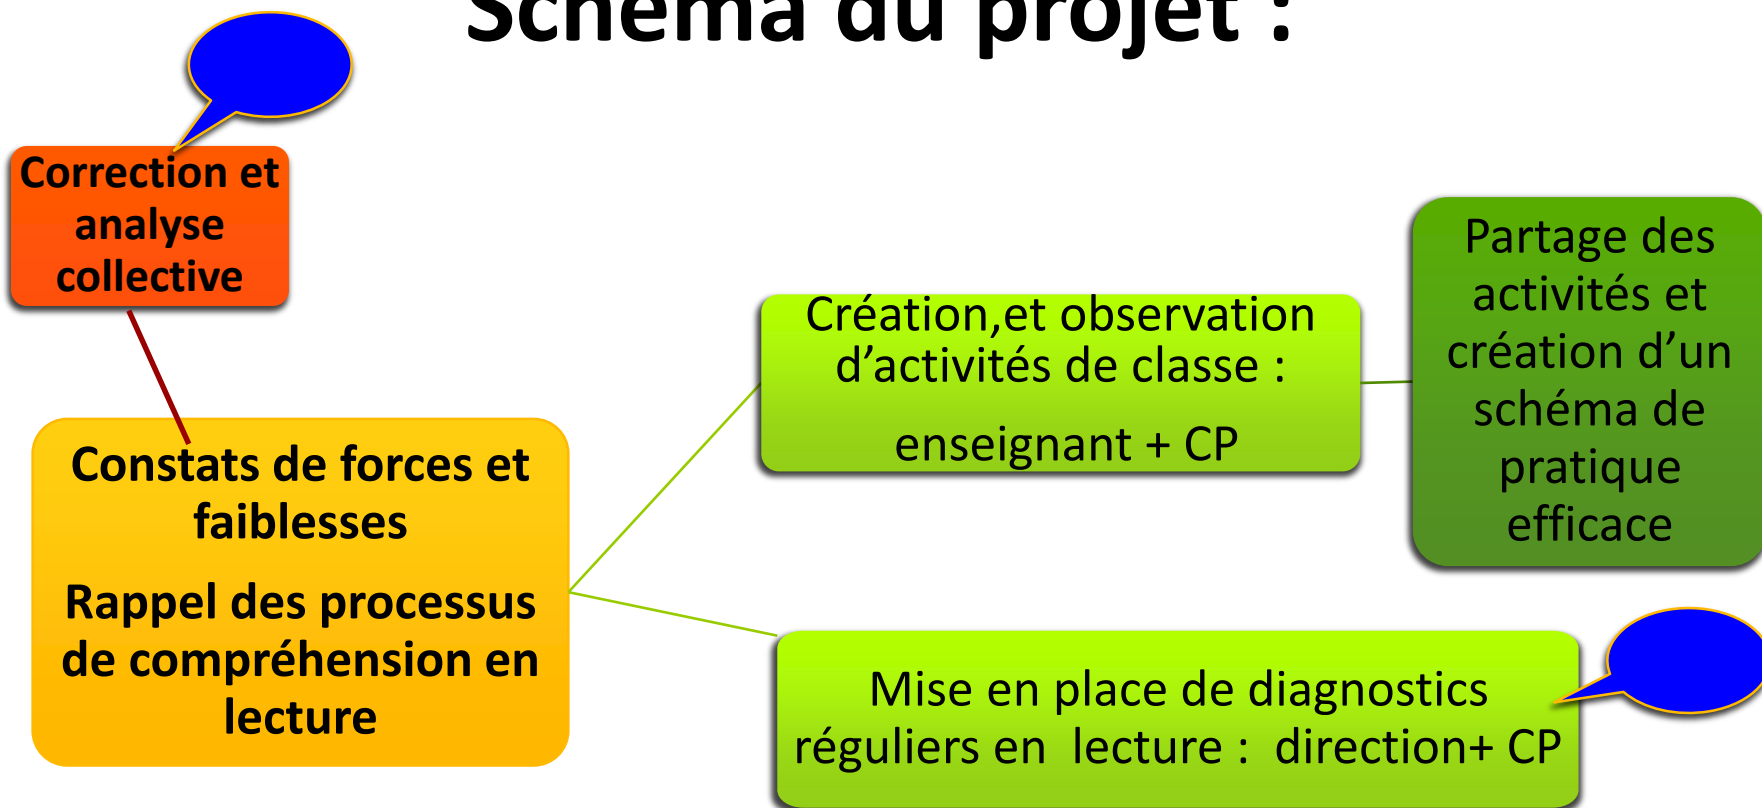 Schéma du projet :
Correction et
analyse
collective
Constats de forces et
faiblesses
Rappel des processus
de compréhension en
lecture
Création,et observation
d’activités de classe :
enseignant + CP
Mise en place de diagnostics
réguliers en  lecture :  direction+ CP
Partage des
activités et
création d’un
schéma de
pratique
efficace